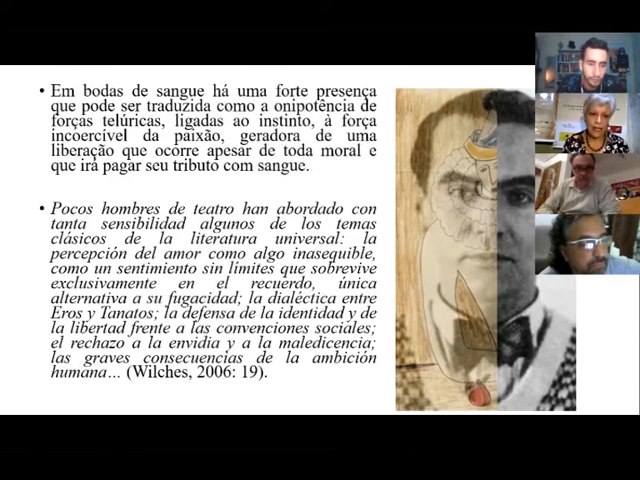 • Em bodas de sangue há uma forte presença
que pode ser traduzida como a onipotência de
forças telúricas, ligadas ao instinto, à força
incoercível da paixão, geradora de uma
liberação que ocorre apesar de toda moral e
que irá pagar seu tributo com sangue.
• Pocos hombres de teatro han abordado con
tanta sensibilidad algunos de los temas
clásicos de la literatura universal: la
percepción del amor como algo inasequible,
como un sentimiento sin límites que sobrevive
exclusivamente en el recuerdo, única
alternativa a su fugacidad; la dialéctica entre
Eros y Tanatos; la defensa de la identidad y de
la libertad frente a las convenciones sociales;
el rechazo a la envidia y a la maledicencia;
las graves consecuencias de la ambición
humana… (Wilches, 2006: 19).